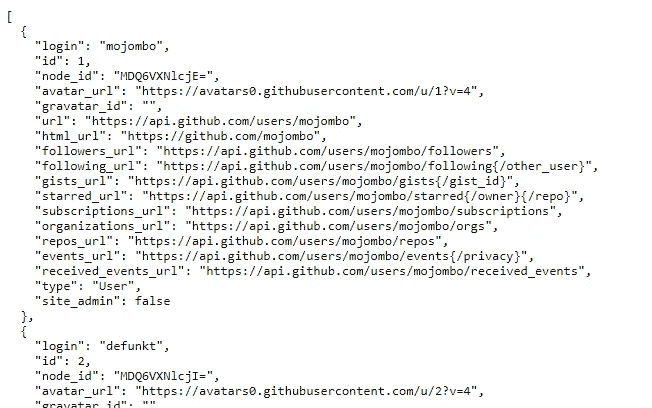 [
{
"login": "mojombo",
"id": 1,
"node_id": "MDQ6VXNlcjE=",
"avatar_url": "https://avatars0.githubusercontent.com/u/1?v=4",
"gravatar_id": "",
"url": "https://api.github.com/users/mojombo",
"html_url": "https://github.com/mojombo",
"followers_url": "https://api.github.com/users/mojombo/followers",
"following_url": "https://api.github.com/users/mojombo/following{/other_user}",
"gists_url": "https://api.github.com/users/mojombo/gists{/gist_id}",
"starred_url": "https://api.github.com/users/mojombo/starred{/owner}{/repo}",
"subscriptions_url": "https://api.github.com/users/mojombo/subscriptions",
"organizations_url": "https://api.github.com/users/mojombo/orgs",
"repos_url": "https://api.github.com/users/mojombo/repos",
"events_url": "https://api.github.com/users/mojombo/events{/privacy}",
"received_events_url": "https://api.github.com/users/mojombo/received_events",
"type": "User",
"site_admin": false
},
{
"login": "defunkt",
"id": 2,
"node_id": "MDQ6VXNlcjI=",
"avatar_url": "https://avatars0.githubusercontent.com/u/2?v=4",
"gravatar_id": ""